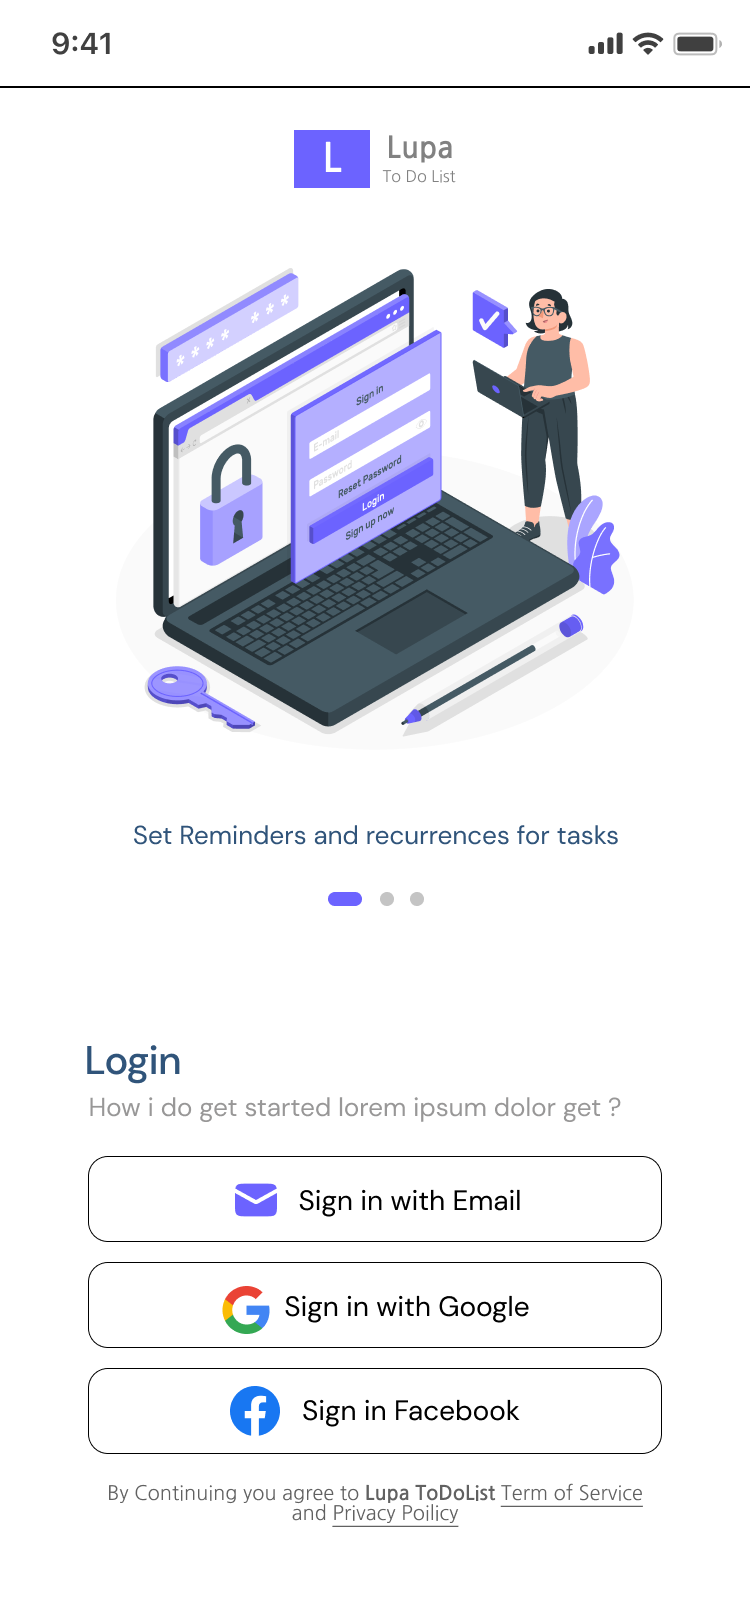 9:41
L
Lupa
To Do List
* * * * * * *
Sign in
E-mail
Password
Reset Password
Login
Sign up now
Set Reminders and recurrences for tasks
Login
How i do get started lorem ipsum dolor get ?
Sign in with Email
Sign in with Google
Sign in Facebook
By Continuing you agree to Lupa ToDoList Term of Service
and Privacy Poilicy